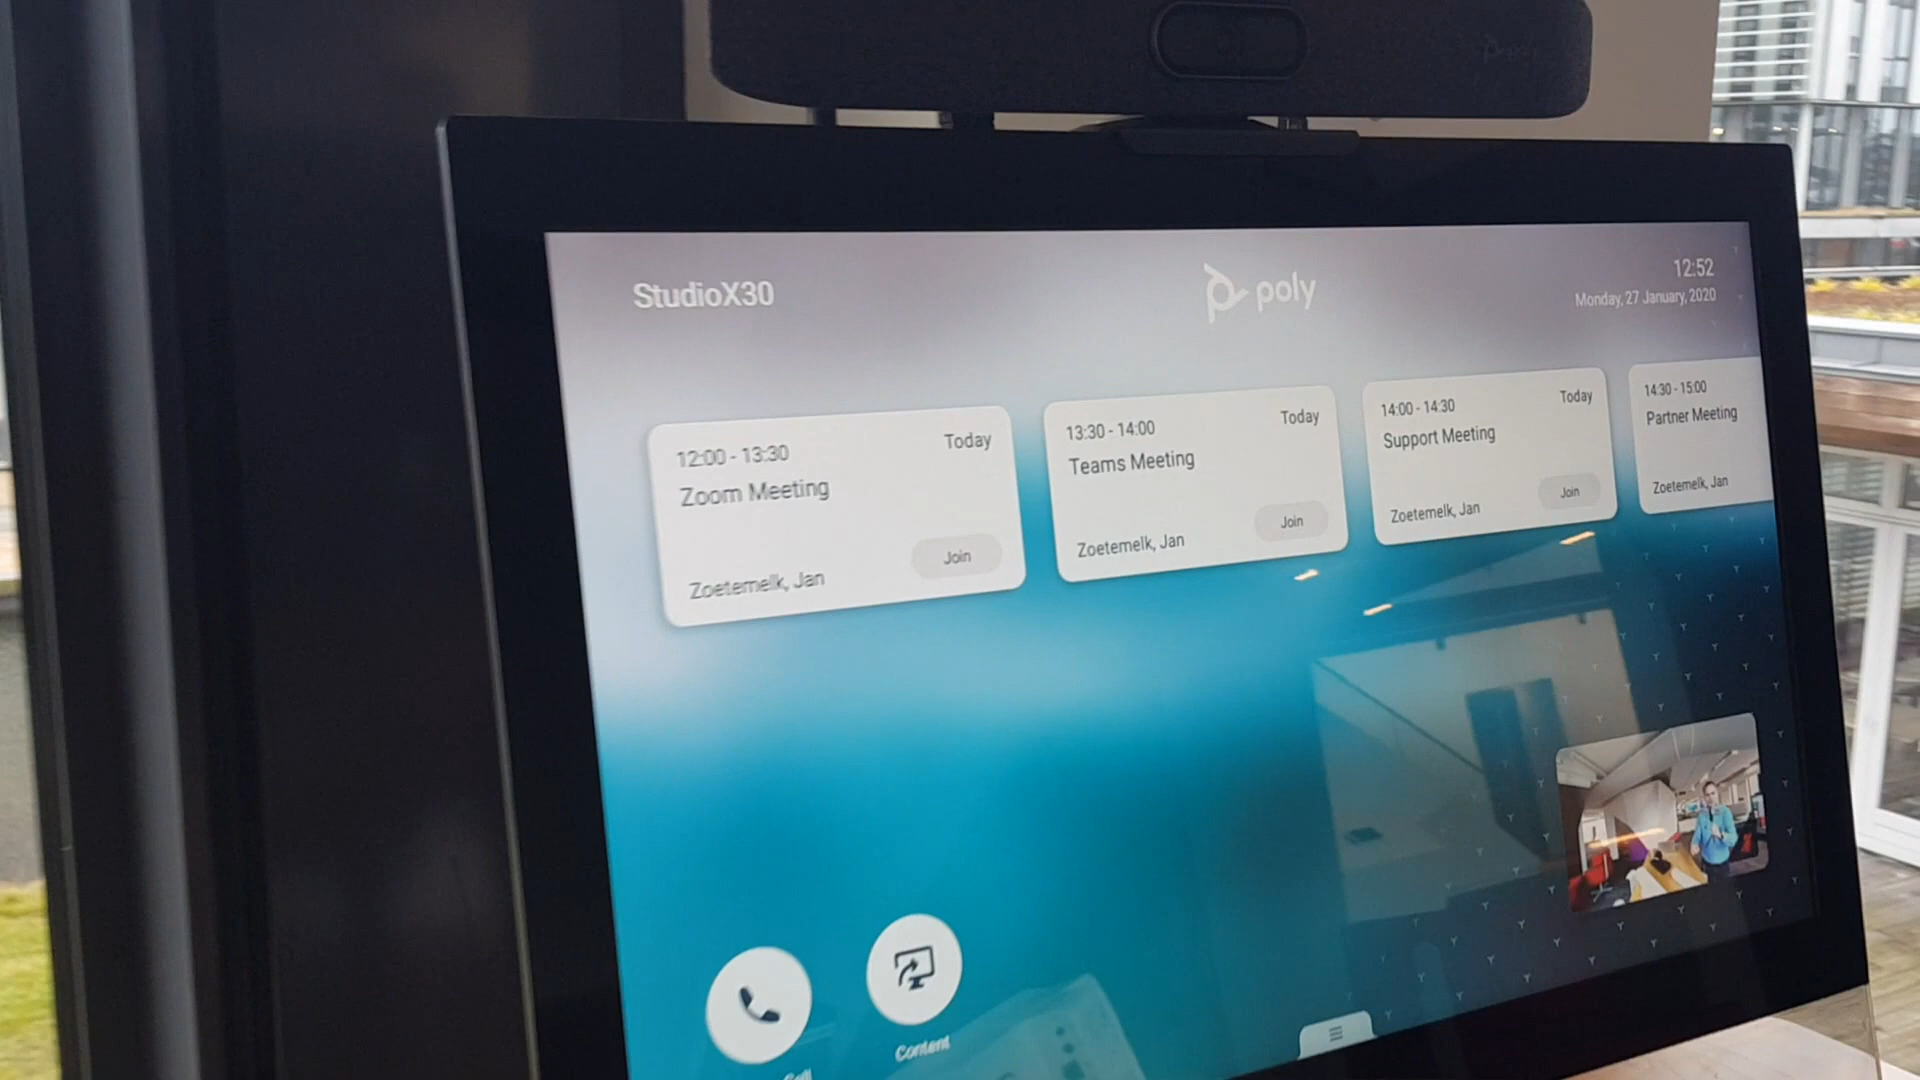 poly
StudioX30
poly
12:52
Monday, 27 January, 2020
12:00 - 13:30
Today
Zoom Meeting
Zoetemelk, Jan
Join
13:30 - 14:00
Today
Teams Meeting
Zoetemelk, Jan
Join
14:00 - 14:30
Today
Support Meeting
Zoetemelk, Jan
Join
14:30 - 15:00
Partner Meeting
Zoetemelk, Jan
Content